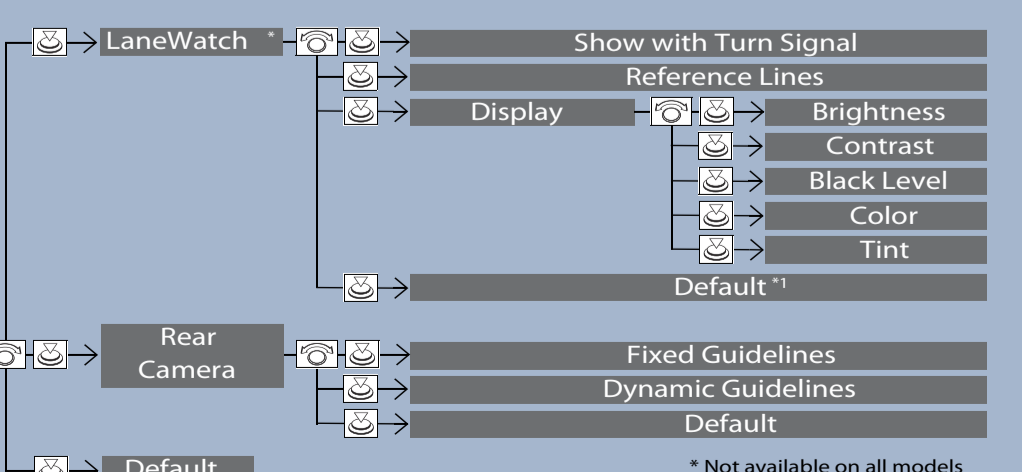 LaneWatch *
Show with Turn Signal
Reference Lines
Display
Brightness
Contrast
Black Level
Color
Tint
Default *1
Rear
Camera
Fixed Guidelines
Dynamic Guidelines
Default
Default
* Not available on all models